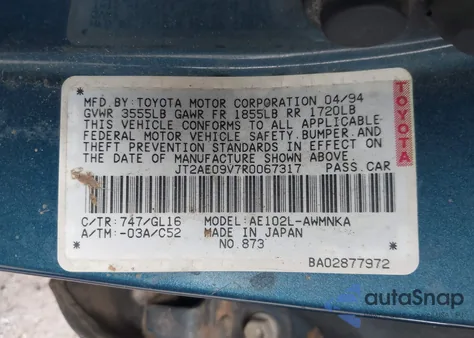 MFD.BY:TOYOTA MOTOR CORPORATION 04/94
GVWR 3555LB GAWR FR 1855LB RR 1720LB
THIS VEHICLE CONFORMS TO ALL APPLICABLE
FEDERAL MOTOR VEHICLE SAFETY,BUMPER,AND
THEFT PREVENTION STANDARDS IN EFFECT ON
THE DATE OF MANUFACTURE SHOWN ABOVE.
JT2AE09V7R0067317 PASS.CAR
TOYOTA
C/TR:747/GL16 MODEL:AE102L-AWMNKA
A/TM:-03A/C52 MADE IN JAPAN
NO.873
BA02877972
autoSnap